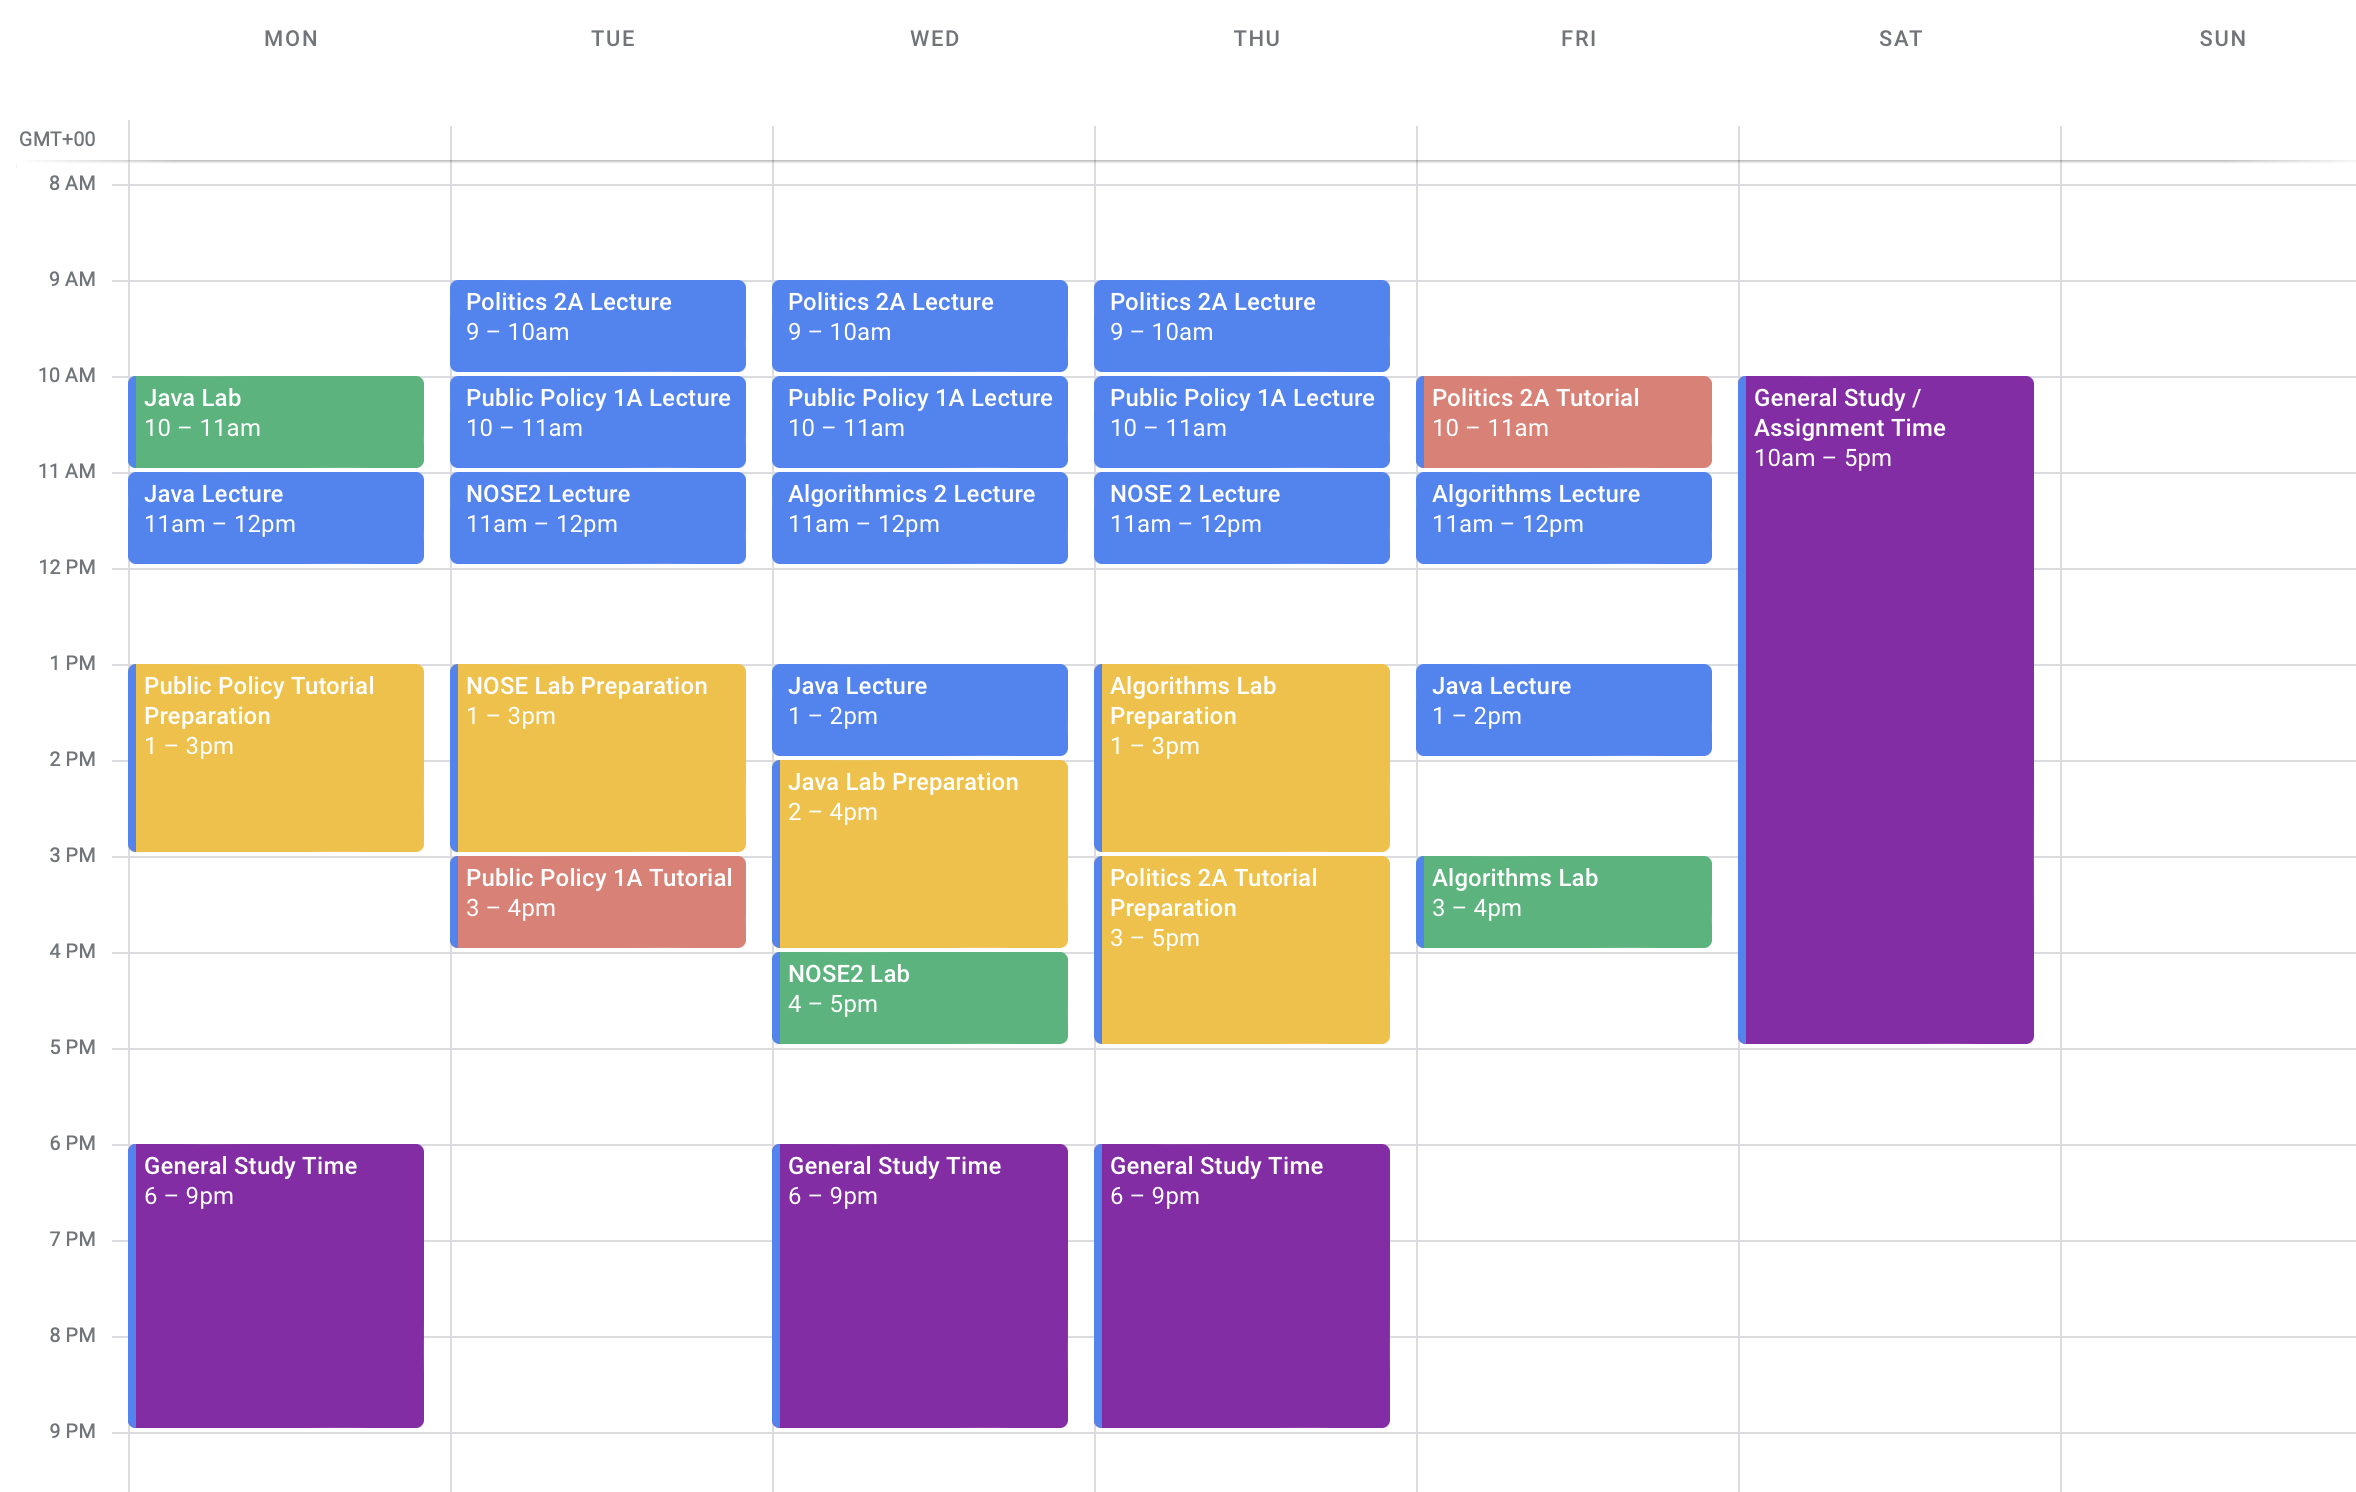 MON
TUE
WED
THU
FRI
SAT
SUN
GMT+00
8 AM
9 AM
10 AM
11 AM
12 PM
1 PM
2 PM
3 PM
4 PM
5 PM
6 PM
7 PM
8 PM
9 PM
Java Lab
10 – 11am
Java Lecture
11am – 12pm
Public Policy Tutorial
Preparation
1 – 3pm
General Study Time
6 – 9pm
Politics 2A Lecture
9 – 10am
Public Policy 1A Lecture
10 – 11am
NOSE2 Lecture
11am – 12pm
NOSE Lab Preparation
1 – 3pm
Public Policy 1A Tutorial
3 – 4pm
Politics 2A Lecture
9 – 10am
Public Policy 1A Lecture
10 – 11am
Algorithmics 2 Lecture
11am – 12pm
Java Lecture
1 – 2pm
Java Lab Preparation
2 – 4pm
NOSE2 Lab
4 – 5pm
General Study Time
6 – 9pm
Politics 2A Lecture
9 – 10am
Public Policy 1A Lecture
10 – 11am
NOSE 2 Lecture
11am – 12pm
Algorithms Lab
Preparation
1 – 3pm
Politics 2A Tutorial
Preparation
3 – 5pm
General Study Time
6 – 9pm
Politics 2A Tutorial
10 – 11am
Algorithms Lecture
11am – 12pm
Java Lecture
1 – 2pm
Algorithms Lab
3 – 4pm
General Study /
Assignment Time
10am – 5pm